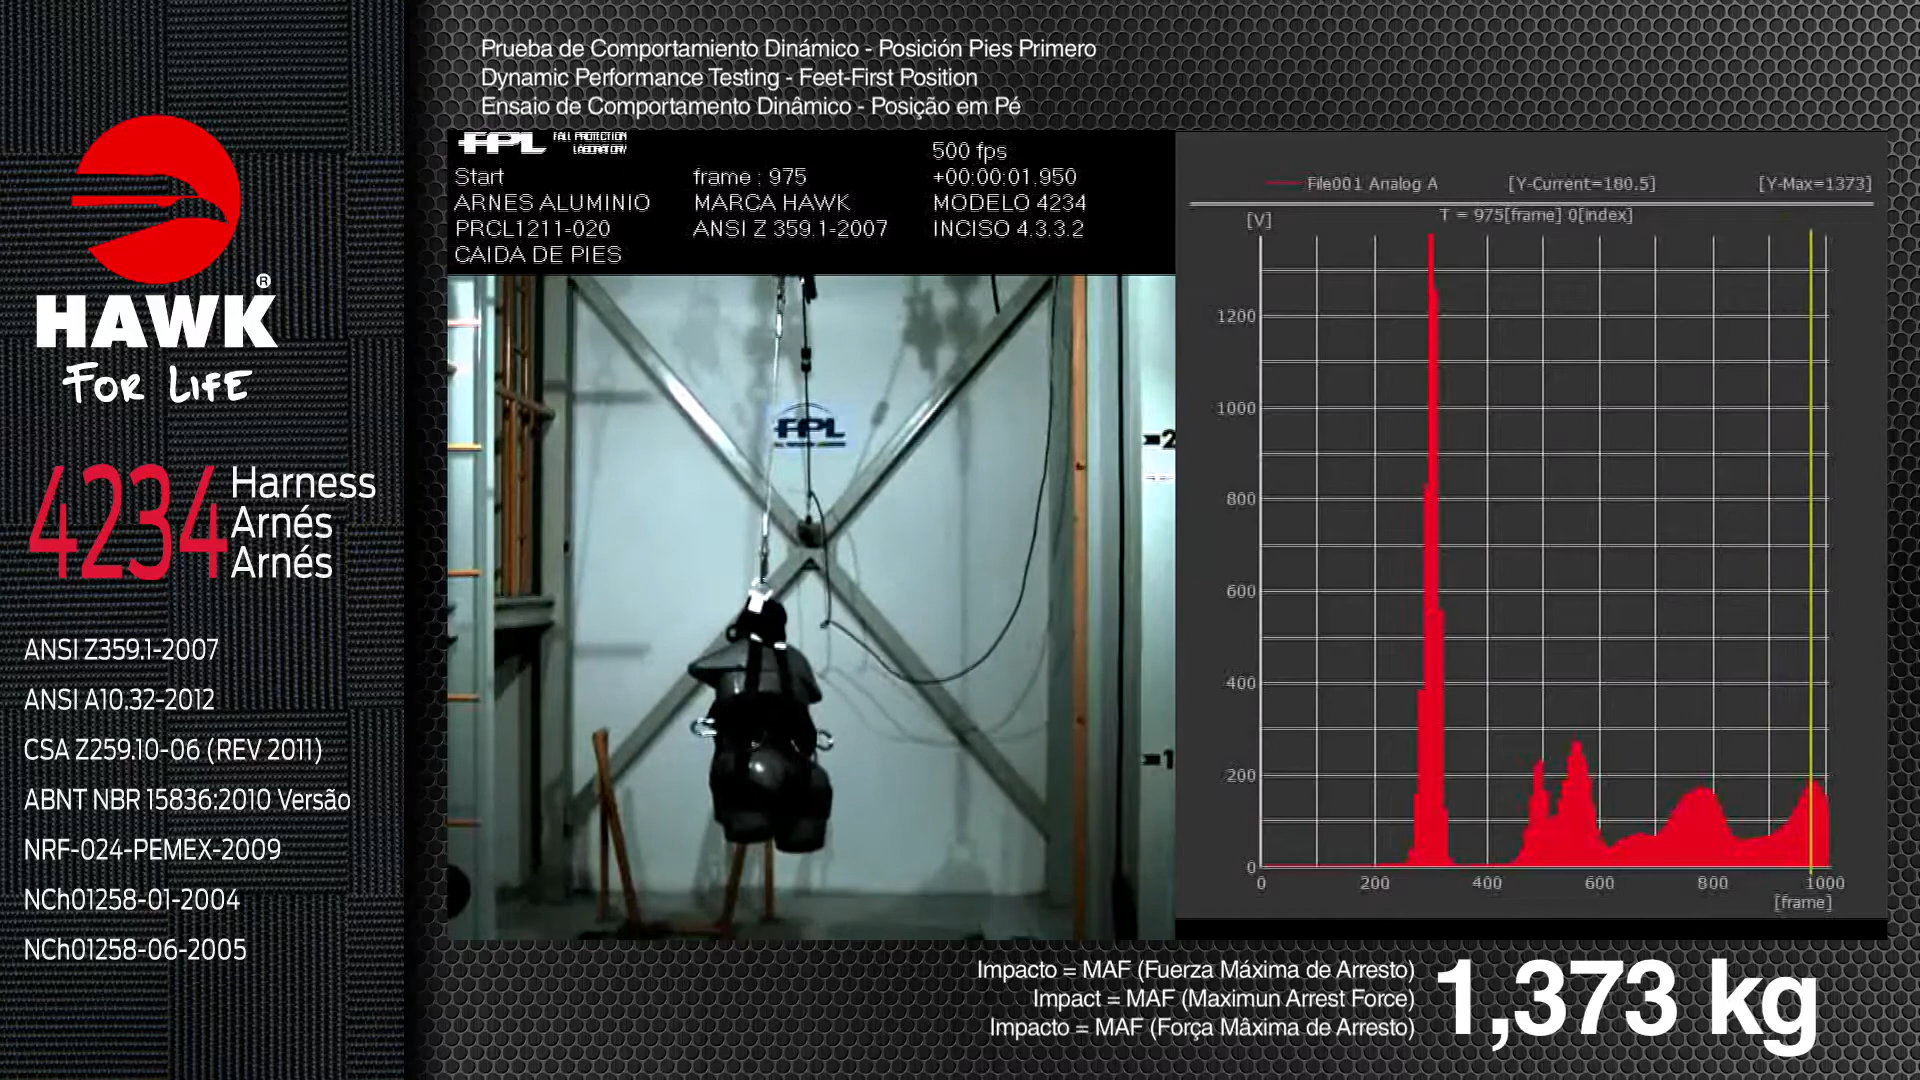 Prueba de Comportamiento Dinámico - Posición Pies Primero
Dynamic Performance Testing - Feet-First Position
Ensaio de Comportamento Dinâmico - Posição em Pé
HAWK®
FOR LIFE
4234 Harness
Arnés
Arnés
ANSI Z359.1-2007
ANSI A10.32-2012
CSA Z259.10-06 (REV 2011)
ABNT NBR 15836:2010 Versão
NRF-024-PEMEX-2009
NCh01258-01-2004
NCh01258-06-2005
FPL FALL PROTECTION LABORATORY
500 fps
Start frame : 975 +00:00:01.950
ARNES ALUMINIO MARCA HAWK MODELO 4234
PRCL1211-020 ANSI Z 359.1-2007 INCISO 4.3.3.2
CAIDA DE PIES
FPL
2
1
File001 Analog A [Y-Current=180.5] [Y-Max=1373]
[V] T = 975[frame] 0[index]
1200
1000
800
600
400
200
0
0 200 400 600 800 1000
[frame]
Impacto = MAF (Fuerza Máxima de Arresto)
Impact = MAF (Maximun Arrest Force)
Impacto = MAF (Força Mâxima de Arresto)
1,373 kg